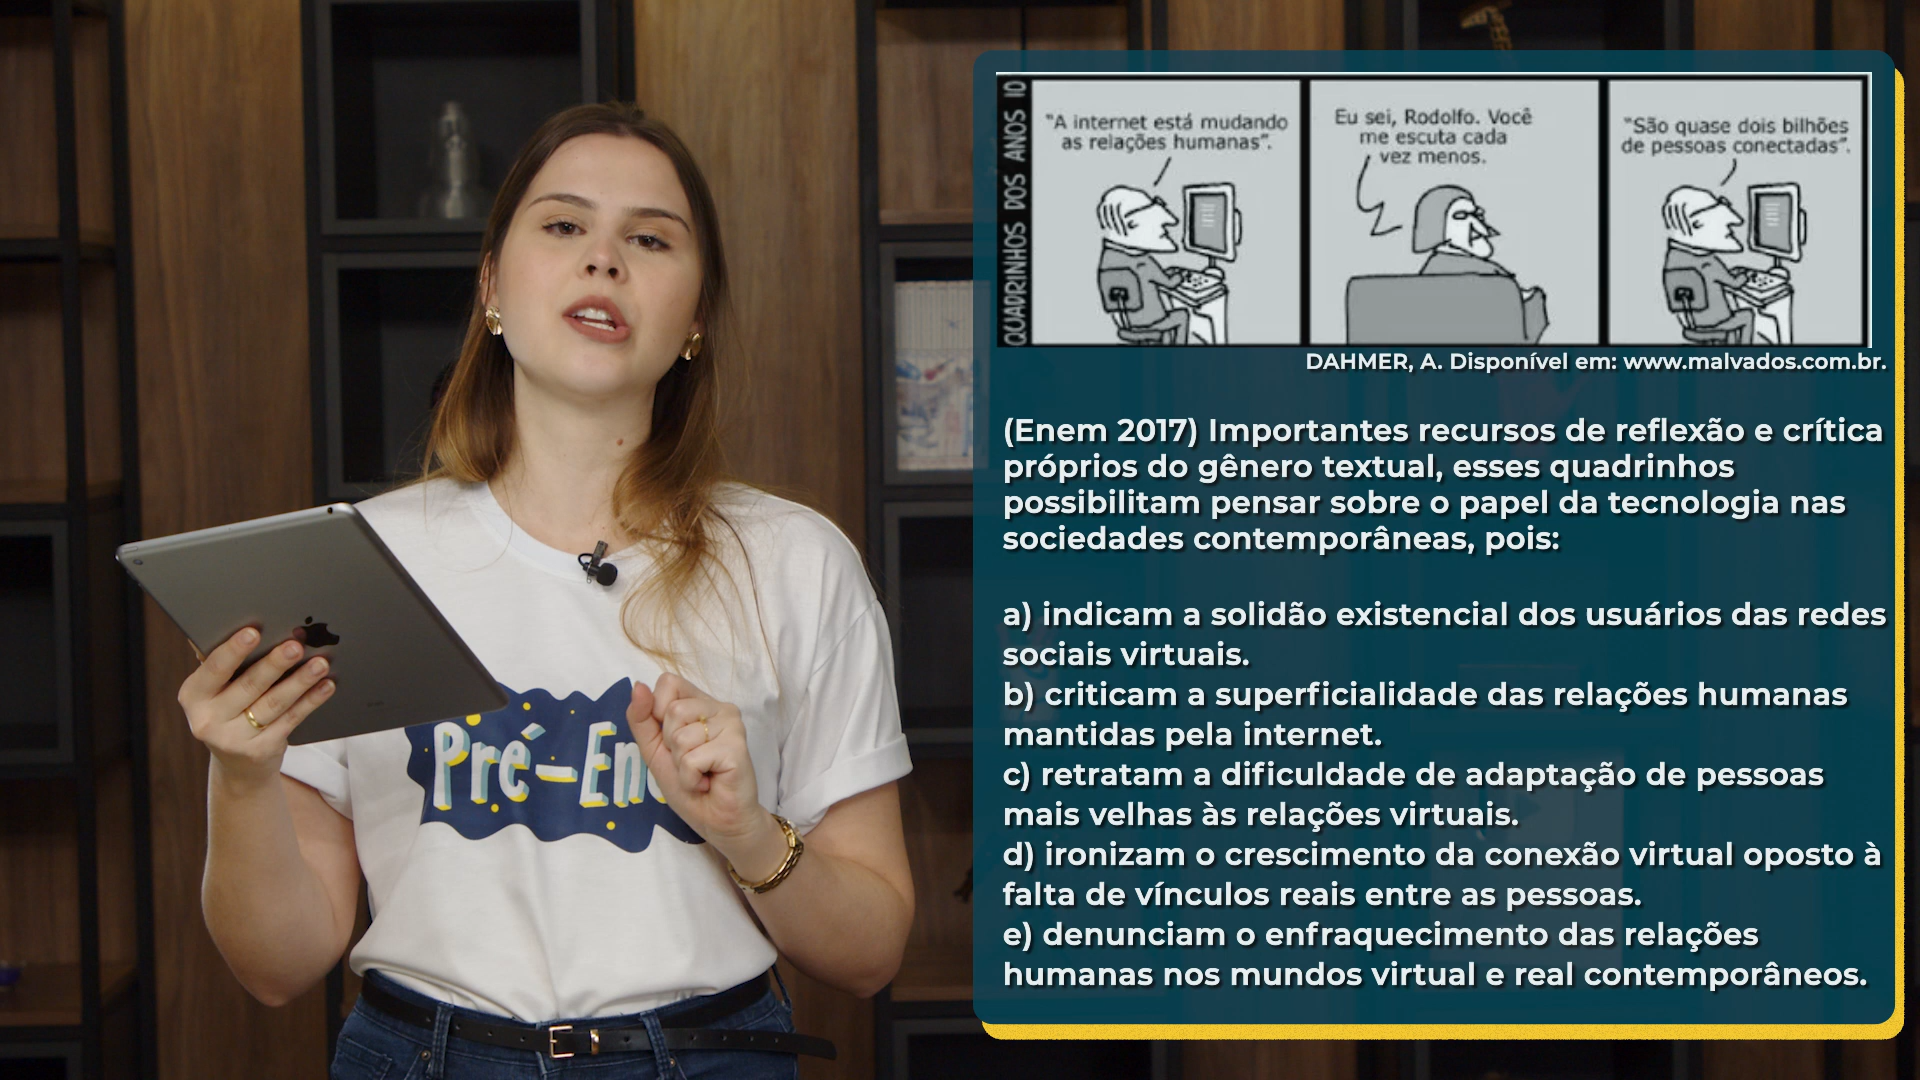 QUADRINHOS DOS ANOS 10
"A internet está mudando
as relações humanas".
Eu sei, Rodolfo. Você
me escuta cada
vez menos.
"São quase dois bilhões
de pessoas conectadas".
DAHMER, A. Disponível em: www.malvados.com.br.
(Enem 2017) Importantes recursos de reflexão e crítica
próprios do gênero textual, esses quadrinhos
possibilitam pensar sobre o papel da tecnologia nas
sociedades contemporâneas, pois:
a) indicam a solidão existencial dos usuários das redes
sociais virtuais.
b) criticam a superficialidade das relações humanas
mantidas pela internet.
c) retratam a dificuldade de adaptação de pessoas
mais velhas às relações virtuais.
d) ironizam o crescimento da conexão virtual oposto à
falta de vínculos reais entre as pessoas.
e) denunciam o enfraquecimento das relações
humanas nos mundos virtual e real contemporâneos.
Pré-En